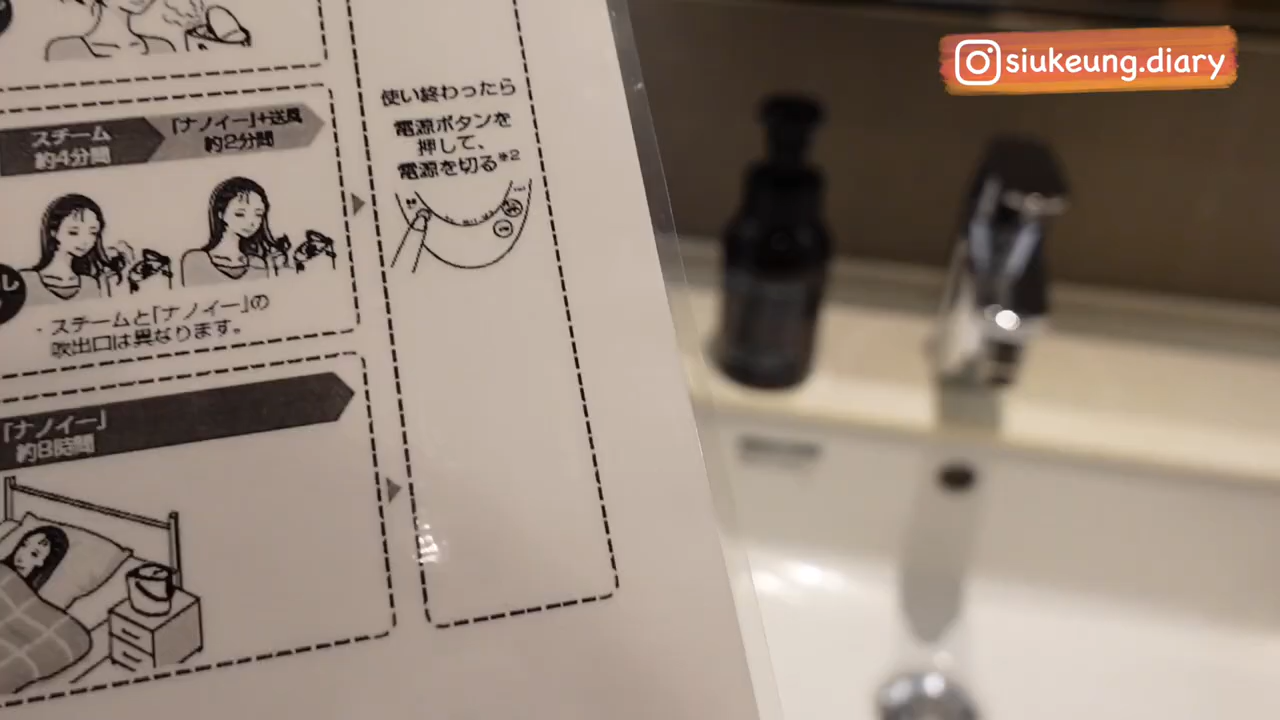 siukeung.diary
スチーム
約4分間
「ナノイー」+送風
約2分間
・スチームと「ナノイー」の
吹出口は異なります。
「ナノイー」
約8時間
使い終わったら
電源ボタンを
押して、
電源を切る※2